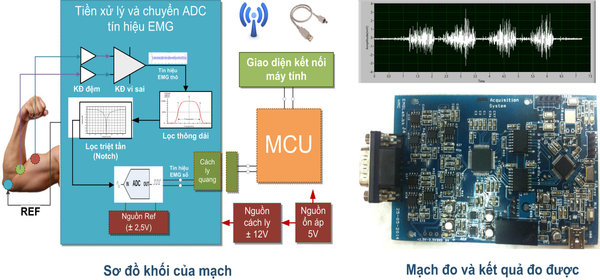 Tiền xử lý và chuyển ADC
tín hiệu EMG
KĐ đệm
KĐ vi sai
Tín hiệu
EMG thô
Lọc triệt tần
(Notch)
Lọc thông dải
in ADC out
Tín hiệu
EMG số
Cách ly
quang
Nguồn Ref
(± 2,5V)
REF
Giao diện kết nối
máy tính
MCU
Nguồn
cách ly
± 12V
Nguồn
ổn áp
5V
Sơ đồ khối của mạch
Time
Acquisition
System
Mạch đo và kết quả đo được